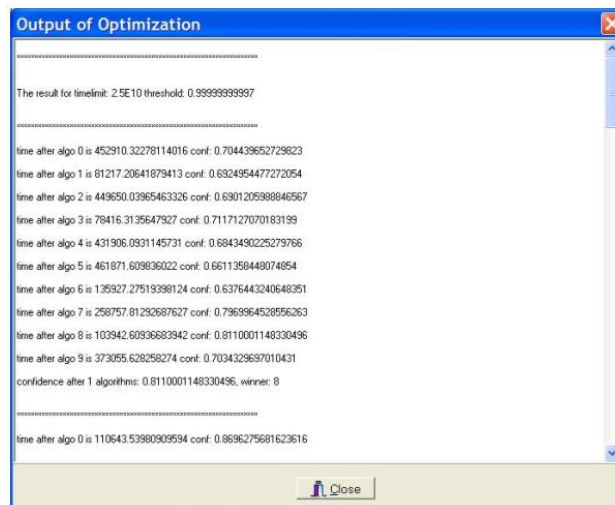 Output of Optimization
The result for timelimit: 2.5E10 threshold: 0.99999999997
time after algo 0 is 452910.32278114016 conf: 0.704439652729823
time after algo 1 is 81217.20641879413 conf: 0.6924954477272054
time after algo 2 is 449650.03965463326 conf: 0.6901205988846567
time after algo 3 is 78416.3135647927 conf: 0.7117127070183199
time after algo 4 is 431906.0931145731 conf: 0.6843490225279766
time after algo 5 is 461871.609836022 conf: 0.6611358448074854
time after algo 6 is 135927.27519398124 conf: 0.6376443240648351
time after algo 7 is 258757.81292687627 conf: 0.7969964528556263
time after algo 8 is 103942.60936683942 conf: 0.8110001148330496
time after algo 9 is 373055.628258274 conf: 0.7034329697010431
confidence after 1 algorithms: 0.8110001148330496, winner: 8
time after algo 0 is 110643.53980909594 conf: 0.8696275681623616
Close